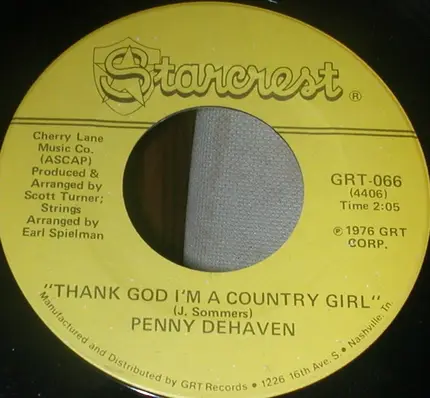 Starcrest ®
Cherry Lane
Music Co.
(ASCAP)
Produced &
Arranged by
Scott Turner;
Strings
Arranged by
Earl Spielman
GRT-066
(4406)
Time 2:05
℗ 1976 GRT
CORP.
"THANK GOD I'M A COUNTRY GIRL"
(J. Sommers)
PENNY DEHAVEN
Manufactured and Distributed by GRT Records • 1226 16th Ave. S. • Nashville, Tn.